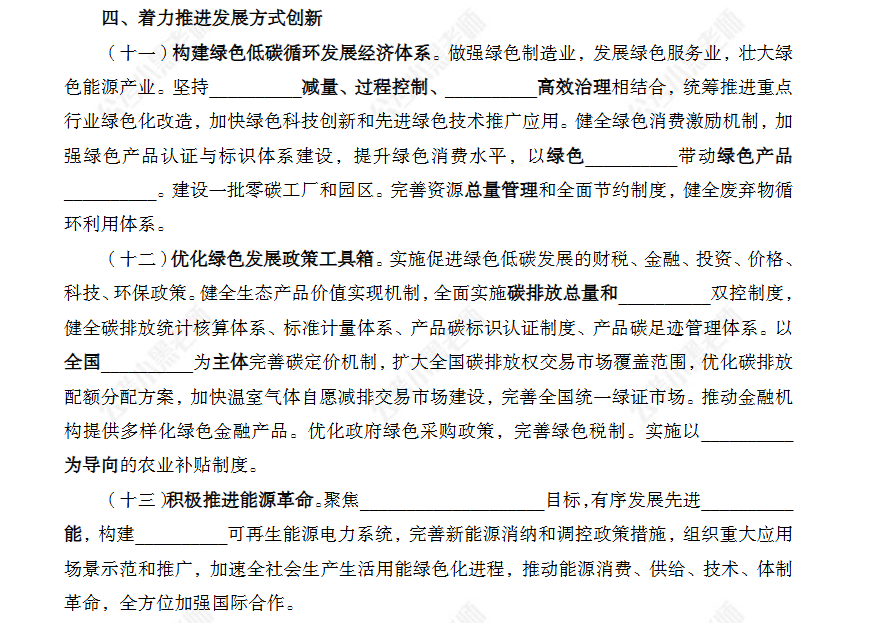 四、着力推进发展方式创新
（十一）构建绿色低碳循环发展经济体系。做强绿色制造业，发展绿色服务业，壮大绿
色能源产业。坚持__________减量、过程控制、__________高效治理相结合，统筹推进重点
行业绿色化改造，加快绿色科技创新和先进绿色技术推广应用。健全绿色消费激励机制，加
强绿色产品认证与标识体系建设，提升绿色消费水平，以绿色__________带动绿色产品
__________。建设一批零碳工厂和园区。完善资源总量管理和全面节约制度，健全废弃物循
环利用体系。
（十二）优化绿色发展政策工具箱。实施促进绿色低碳发展的财税、金融、投资、价格、
科技、环保政策。健全生态产品价值实现机制，全面实施碳排放总量和__________双控制度，
健全碳排放统计核算体系、标准计量体系、产品碳标识认证制度、产品碳足迹管理体系。以
全国__________为主体完善碳定价机制，扩大全国碳排放权交易市场覆盖范围，优化碳排放
配额分配方案，加快温室气体自愿减排交易市场建设，完善全国统一绿证市场。推动金融机
构提供多样化绿色金融产品。优化政府绿色采购政策，完善绿色税制。实施以__________
为导向的农业补贴制度。
（十三）积极推进能源革命。聚焦____________________目标，有序发展先进__________
能，构建__________可再生能源电力系统，完善新能源消纳和调控政策措施，组织重大应用
场景示范和推广，加速全社会生产生活用能绿色化进程，推动能源消费、供给、技术、体制
革命，全方位加强国际合作。